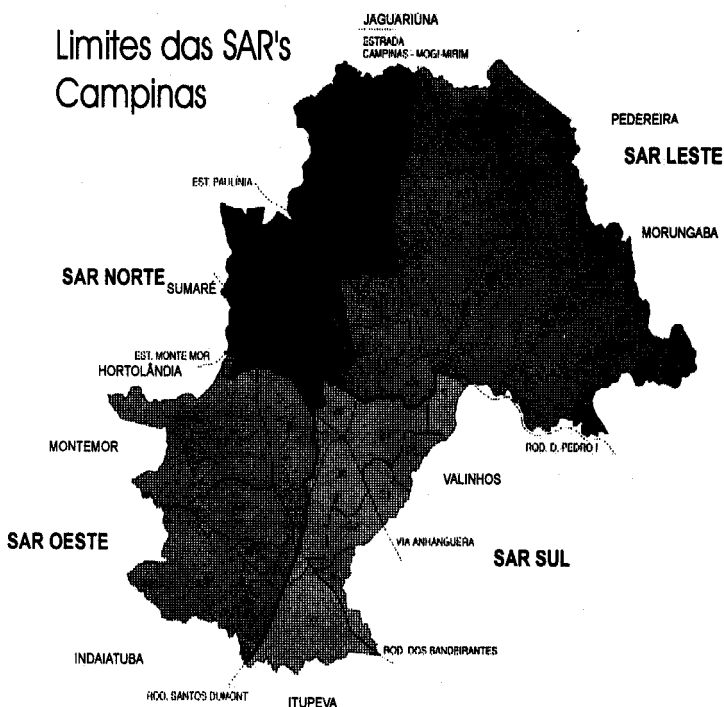 Limites das SAR's
Campinas
JAGUARIÚNA
ESTRADA
CAMPINAS - MOGI-MIRIM
PEDEREIRA
SAR LESTE
EST. PAULÍNIA
MORUNGABA
SAR NORTE
SUMARÉ
EST. MONTE MOR
HORTOLÂNDIA
MONTEMOR
ROD. D. PEDRO I
VALINHOS
SAR OESTE
VIA ANHANGUERA
SAR SUL
INDAIATUBA
ROD. DOS BANDEIRANTES
ROD. SANTOS DUMONT
ITUPEVA